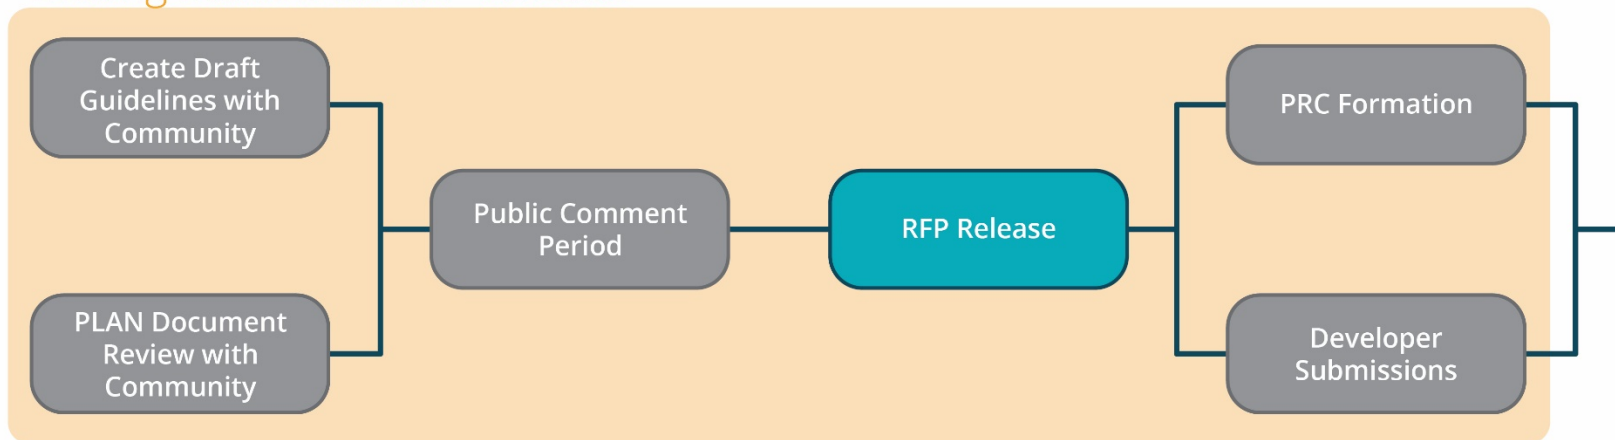 Create Draft
Guidelines with
Community
PLAN Document
Review with
Community
Public Comment
Period
RFP Release
PRC Formation
Developer
Submissions